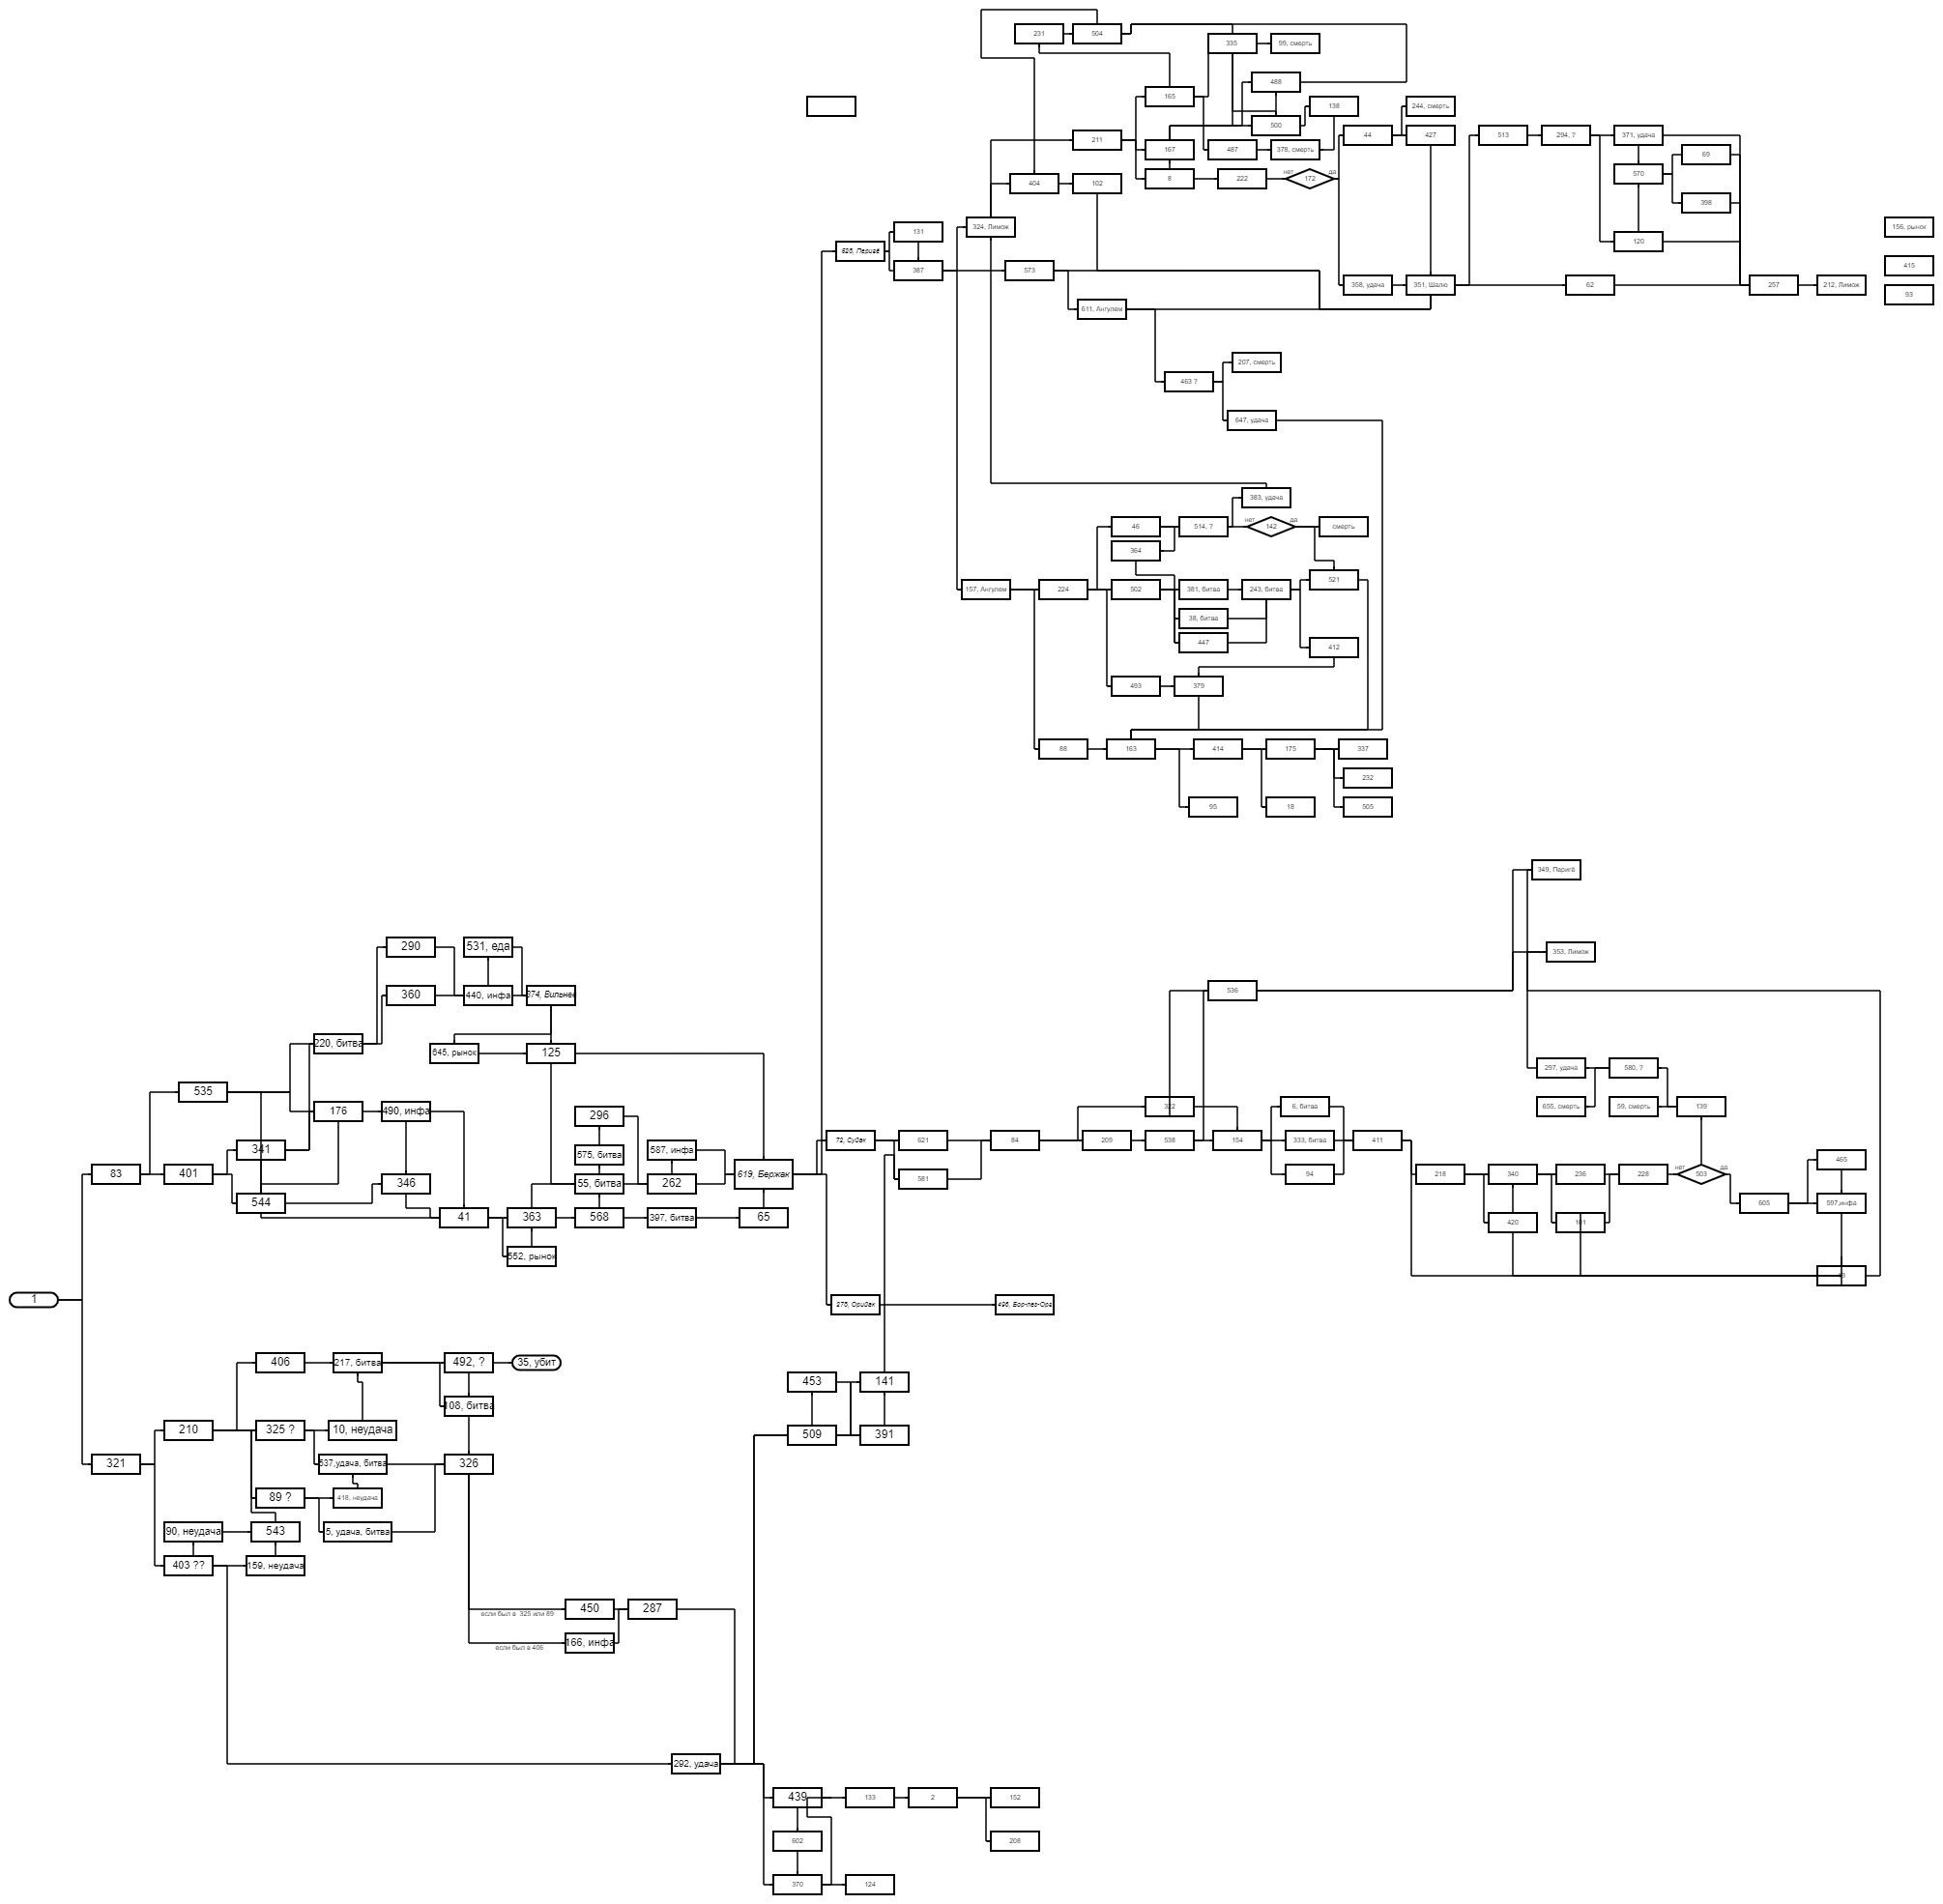 231
504
335
99, смерть
488
165
138
244, смерть
500
211
44
427
513
294, ?
371, удача
167
487
378, смерть
69
8
222
нет
172
да
570
404
102
398
324, Лимож
156, рынок
131
120
625, Перигё
387
573
415
358, удача
351, Шалю
62
257
212, Лимож
93
611, Ангулем
207, смерть
463 ?
647, удача
383, удача
46
514, ?
нет
142
да
смерть
364
521
157, Ангулем
224
502
381, битва
243, битва
38, битва
447
412
493
379
88
163
414
175
337
232
95
18
505
349, Перигё
290
531, еда
353, Лимож
360
440, инфа
536
220, битва
645, рынок
125
297, удача
580, ?
535
176
490, инфа
296
322
6, битва
655, смерть
59, смерть
139
341
587, инфа
575, битва
72, Судак
621
84
209
538
154
333, битва
411
465
83
401
346
55, битва
262
619, Бержак
581
94
218
340
236
228
нет
503
да
544
605
597,инфа
41
363
568
397, битва
65
420
552, рынок
1
406
217, битва
492, ?
35, убит
453
141
108, битва
210
325 ?
10, неудача
509
391
321
537,удача, битва
326
89 ?
418, неудача
90, неудача
543
5, удача, битва
403 ??
159, неудача
450
287
если был в 325 или 89
166, инфа
если был в 406
292, удача
439
133
2
152
602
208
370
124